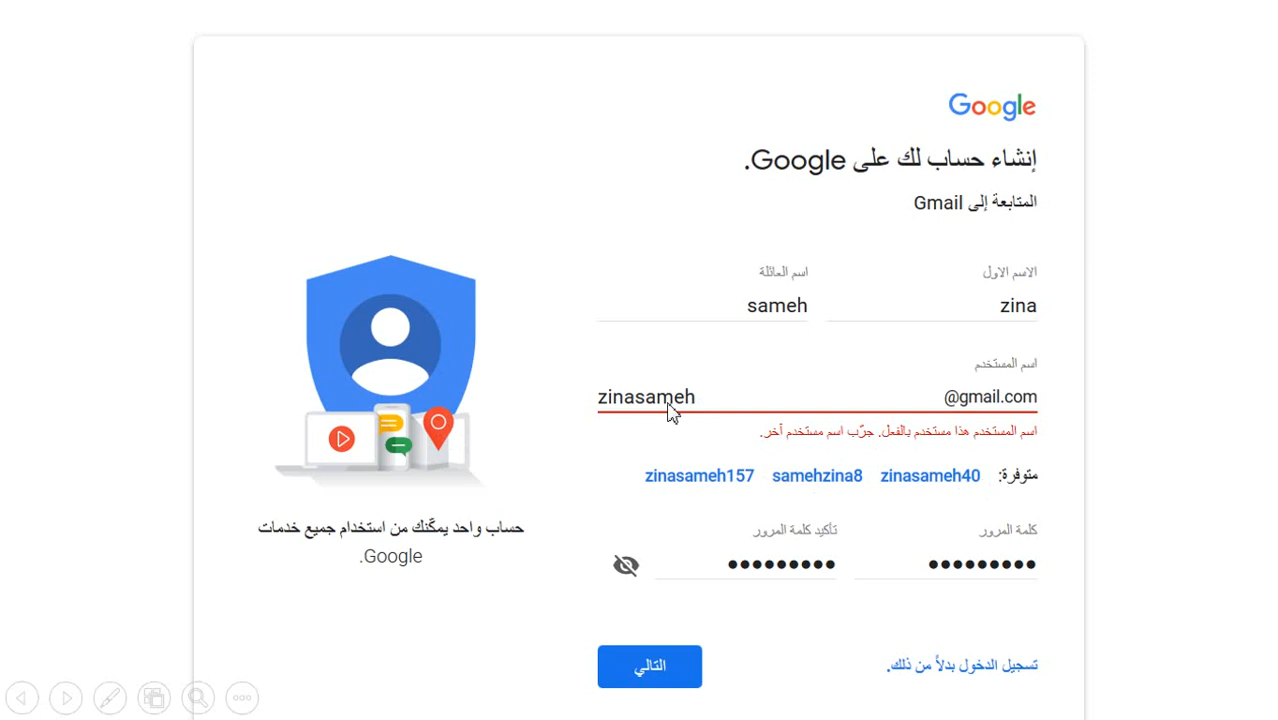 Google
إنشاء حساب لك على Google.
المتابعة إلى Gmail
الاسم الاول اسم العائلة
zina sameh
اسم المستخدم
zinasameh @gmail.com
اسم المستخدم هذا مستخدم بالفعل. جرّب اسم مستخدم آخر.
متوفرة: zinasameh40 samehzina8 zinasameh157
كلمة المرور تأكيد كلمة المرور
••••••••• •••••••••
تسجيل الدخول بدلاً من ذلك. التالي
حساب واحد يمكّنك من استخدام جميع خدمات
Google.